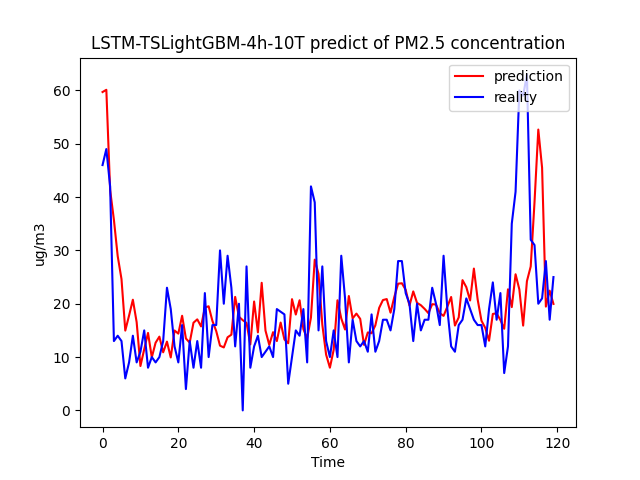 LSTM-TSLightGBM-4h-10T predict of PM2.5 concentration
prediction
reality
ug/m3
60
50
40
30
20
10
0
0 20 40 60 80 100 120
Time